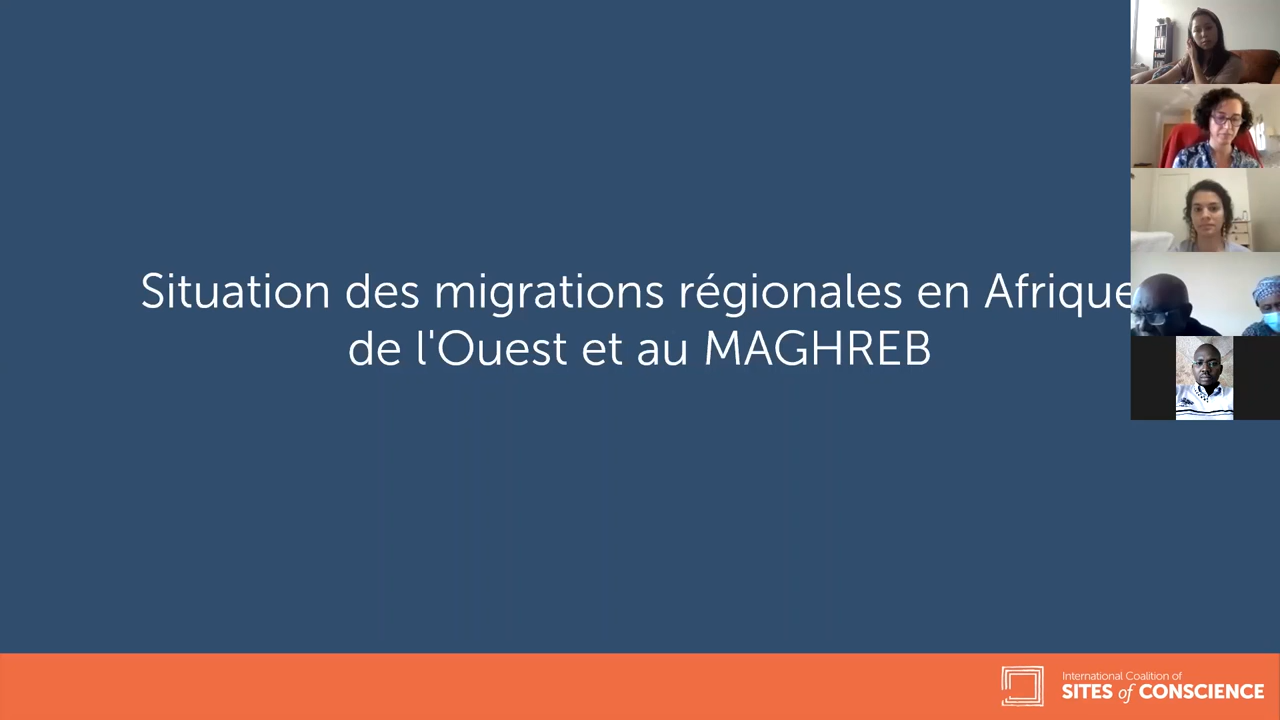 Situation des migrations régionales en Afrique
de l'Ouest et au MAGHREB
International Coalition of
SITES of CONSCIENCE